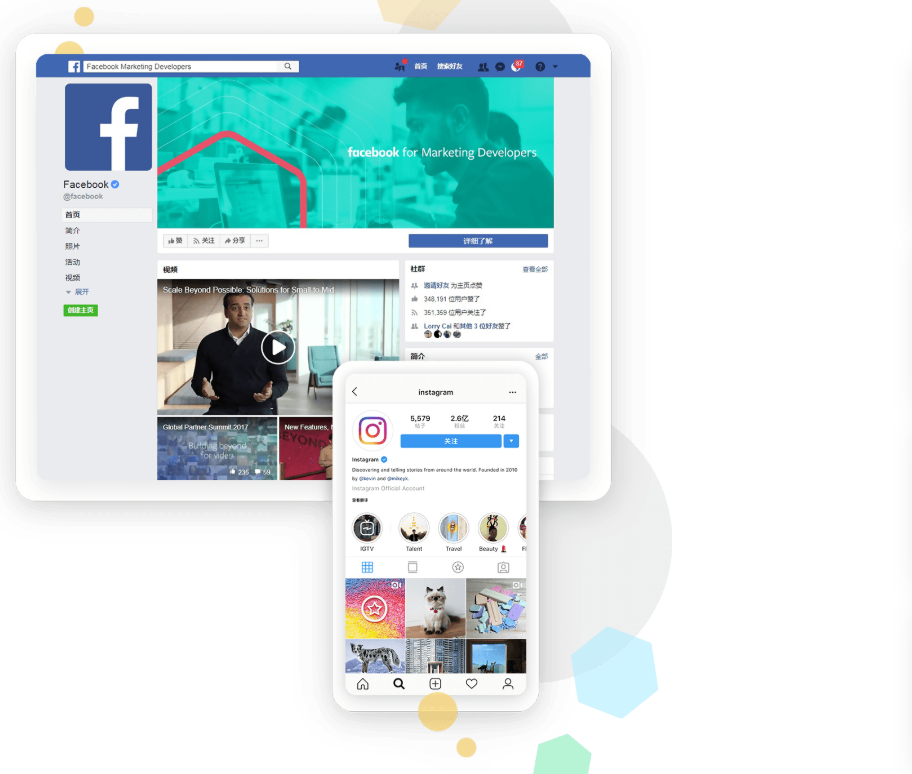 Facebook Marketing Developers
首页 搜索好友
37
facebook for Marketing Developers
Facebook
@facebook
首页
简介
照片
活动
视频
展开
创建主页
赞 关注 分享 ...
详细了解
视频
Scale Beyond Possible: Solutions for Small to Mid
Global Partner Summit 2017
Building beyond
for video
235 59
New Features,
BEYOND
社群 查看全部
邀请好友 为主页点赞
348,191 位用户赞了
351,359 位用户关注了
Lorry Cai 和其他 3 位好友赞了
简介 全部
instagram
5,579 2.6亿 214
帖子 粉丝 关注
关注
Instagram
Discovering and telling stories from around the world. Founded in 2010
by @kevin and @mikeyk.
Instagram Official Account
查看翻译
IGTV Talent Travel Beauty